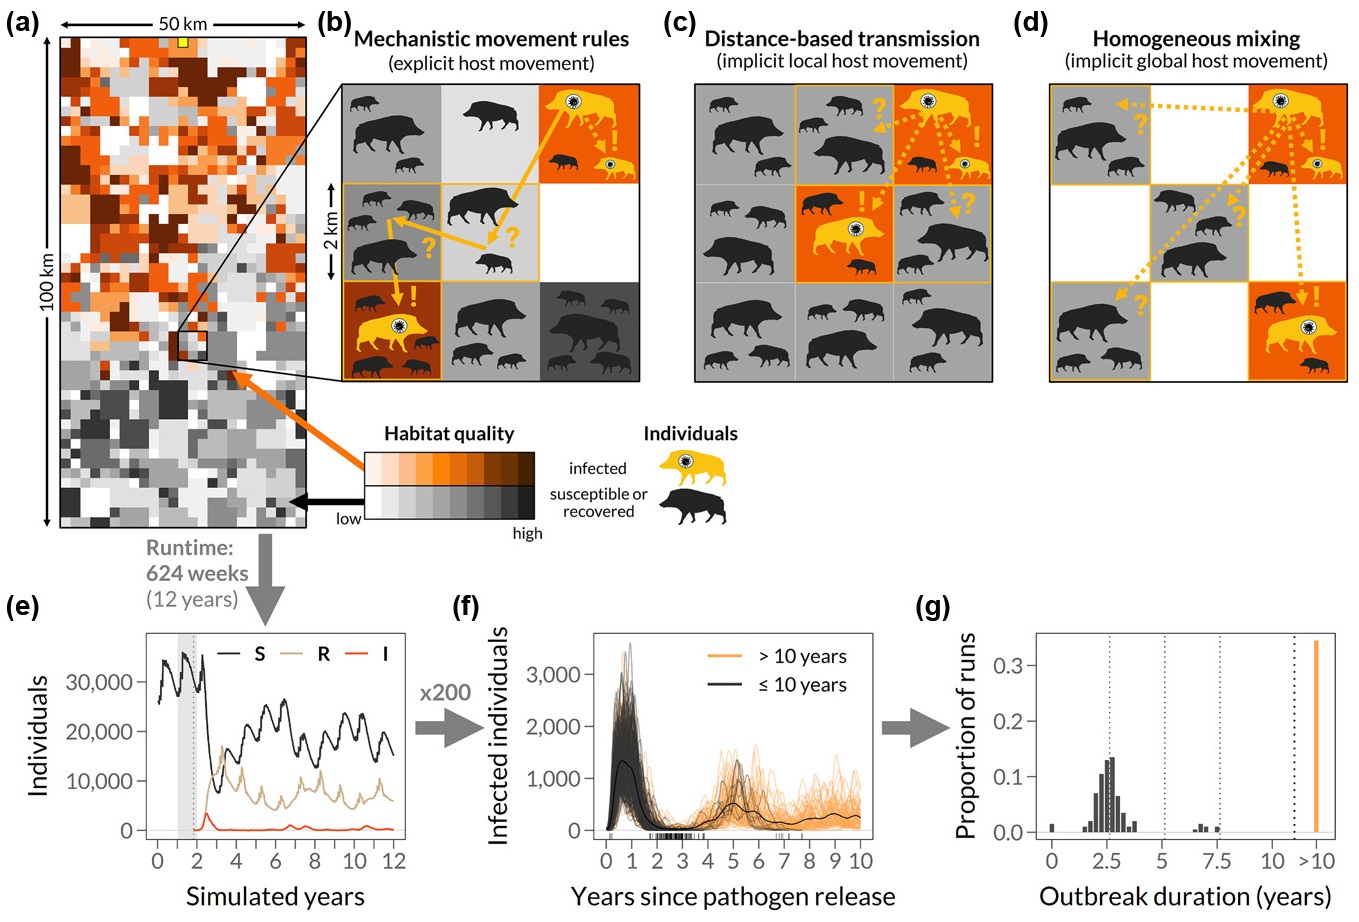 (a)
50 km
100 km
(b)
Mechanistic movement rules
(explicit host movement)
2 km
!
?
?
!
(c)
Distance-based transmission
(implicit local host movement)
?
!
!
?
(d)
Homogeneous mixing
(implicit global host movement)
?
!
?
?
!
Habitat quality
low
high
Individuals
infected
susceptible or
recovered
Runtime:
624 weeks
(12 years)
(e)
Individuals
30,000
20,000
10,000
0
S R I
0 2 4 6 8 10 12
Simulated years
x200
(f)
Infected individuals
3,000
2,000
1,000
0
> 10 years
≤ 10 years
0 1 2 3 4 5 6 7 8 9 10
Years since pathogen release
(g)
Proportion of runs
0.3
0.2
0.1
0.0
0 2.5 5 7.5 10 >10
Outbreak duration (years)